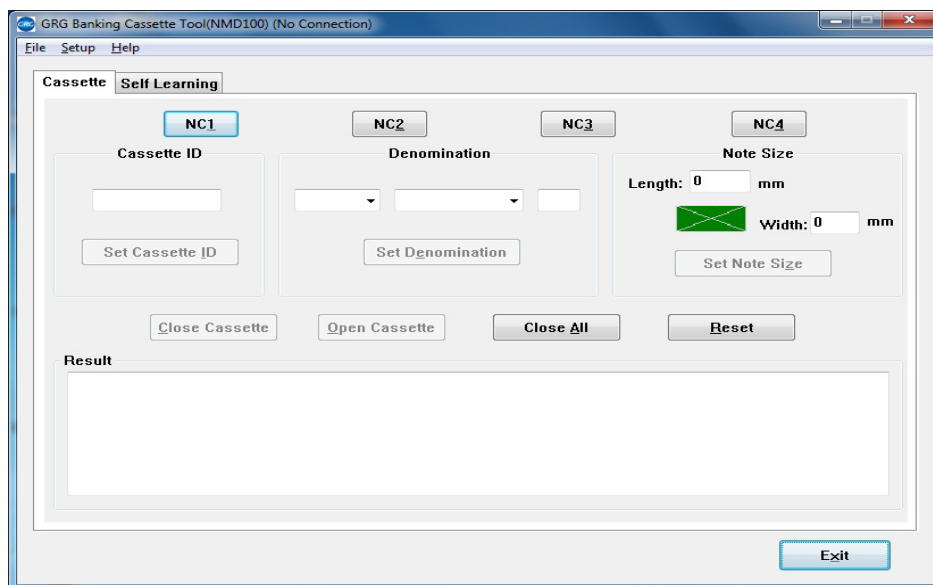 GRG GRG Banking Cassette Tool(NMD100) (No Connection)
File Setup Help
Cassette Self Learning
NC1 NC2 NC3 NC4
Cassette ID Denomination Note Size
Length: 0 mm
Width: 0 mm
Set Cassette ID Set Denomination Set Note Size
Close Cassette Open Cassette Close All Reset
Result
Exit